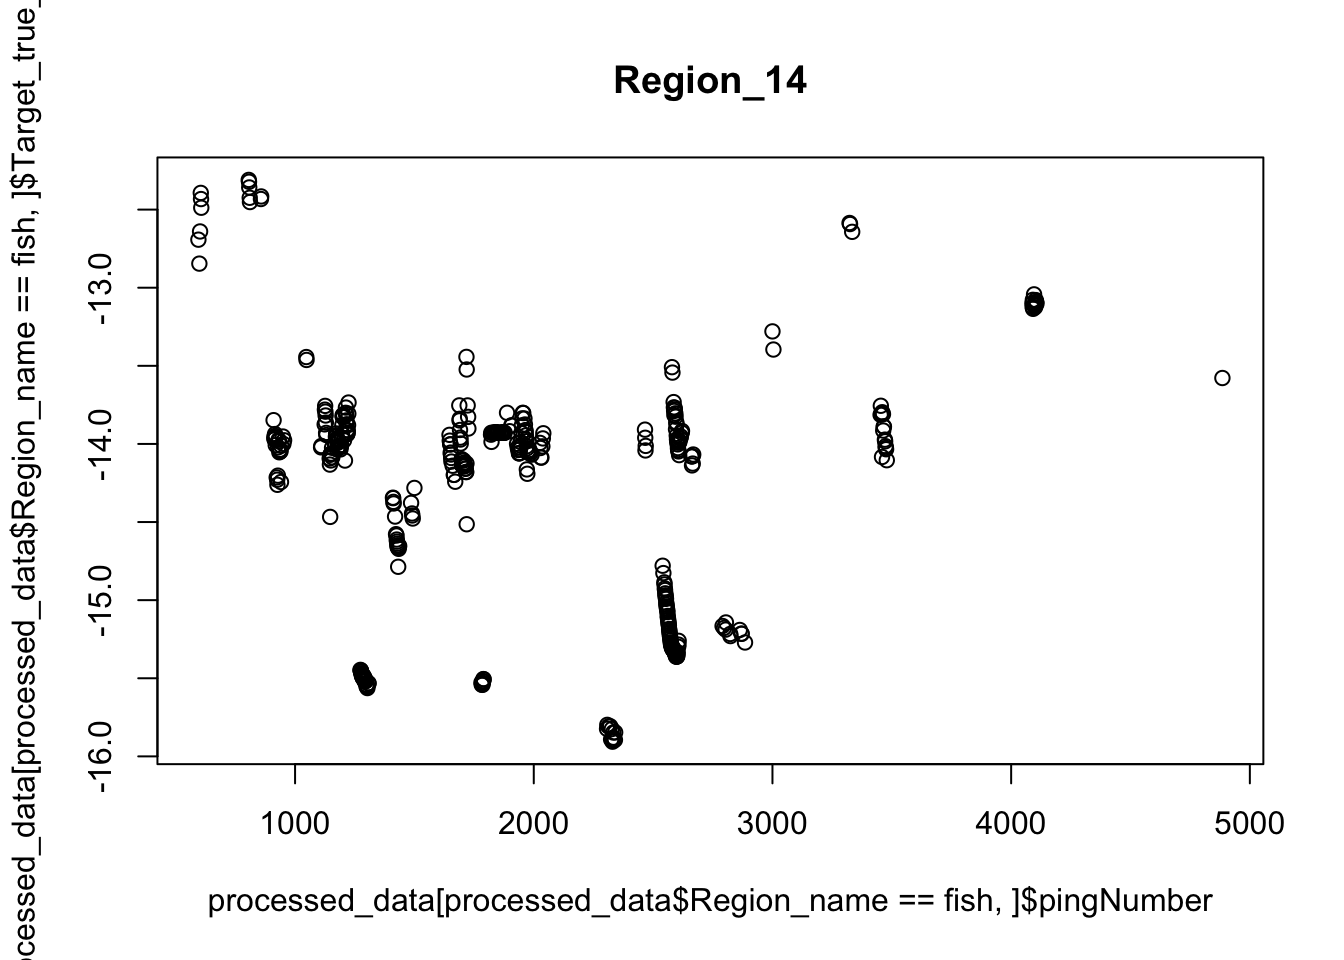 Region_14
processed_data[processed_data$Region_name == fish, ]$Target_true_
-13.0
-14.0
-15.0
-16.0
1000 2000 3000 4000 5000
processed_data[processed_data$Region_name == fish, ]$pingNumber